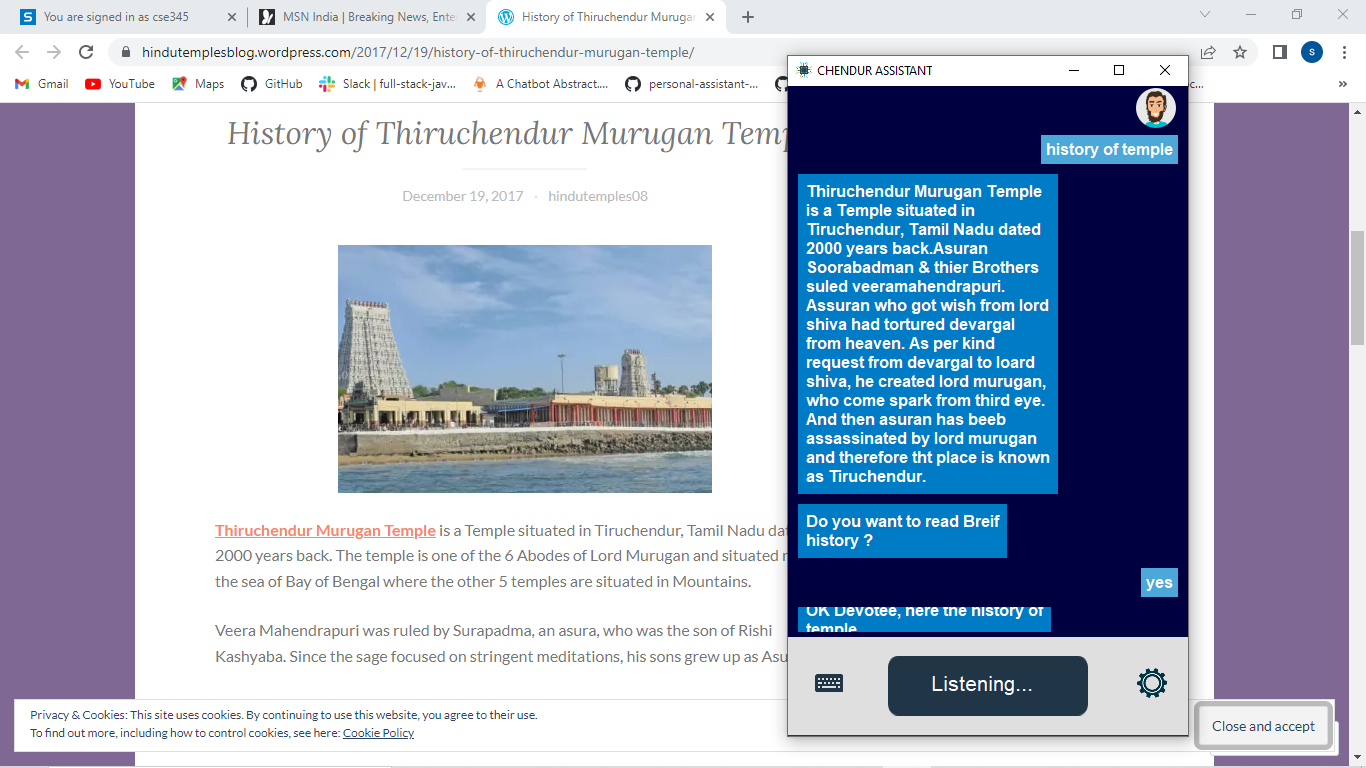 You are signed in as cse345
MSN India | Breaking News, Ente
History of Thiruchendur Muruga
hindutemplesblog.wordpress.com/2017/12/19/history-of-thiruchendur-murugan-temple/
S
Gmail
YouTube
Maps
GitHub
Slack | full-stack-jav...
A Chatbot Abstract....
personal-assistant-...
c...
»
History of Thiruchendur Murugan Tem
December 19, 2017 · hindutemples08
Thiruchendur Murugan Temple is a Temple situated in Tiruchendur, Tamil Nadu dat
2000 years back. The temple is one of the 6 Abodes of Lord Murugan and situated
the sea of Bay of Bengal where the other 5 temples are situated in Mountains.
Veera Mahendrapuri was ruled by Surapadma, an asura, who was the son of Rishi
Kashyaba. Since the sage focused on stringent meditations, his sons grew up as Asu
Privacy & Cookies: This site uses cookies. By continuing to use this website, you agree to their use.
To find out more, including how to control cookies, see here: Cookie Policy
Close and accept
CHENDUR ASSISTANT
history of temple
Thiruchendur Murugan Temple
is a Temple situated in
Tiruchendur, Tamil Nadu dated
2000 years back.Asuran
Soorabadman & thier Brothers
suled veeramahendrapuri.
Assuran who got wish from lord
shiva had tortured devargal
from heaven. As per kind
request from devargal to loard
shiva, he created lord murugan,
who come spark from third eye.
And then asuran has beeb
assassinated by lord murugan
and therefore tht place is known
as Tiruchendur.
Do you want to read Breif
history ?
yes
OK Devotee, here the history of
temple
Listening...